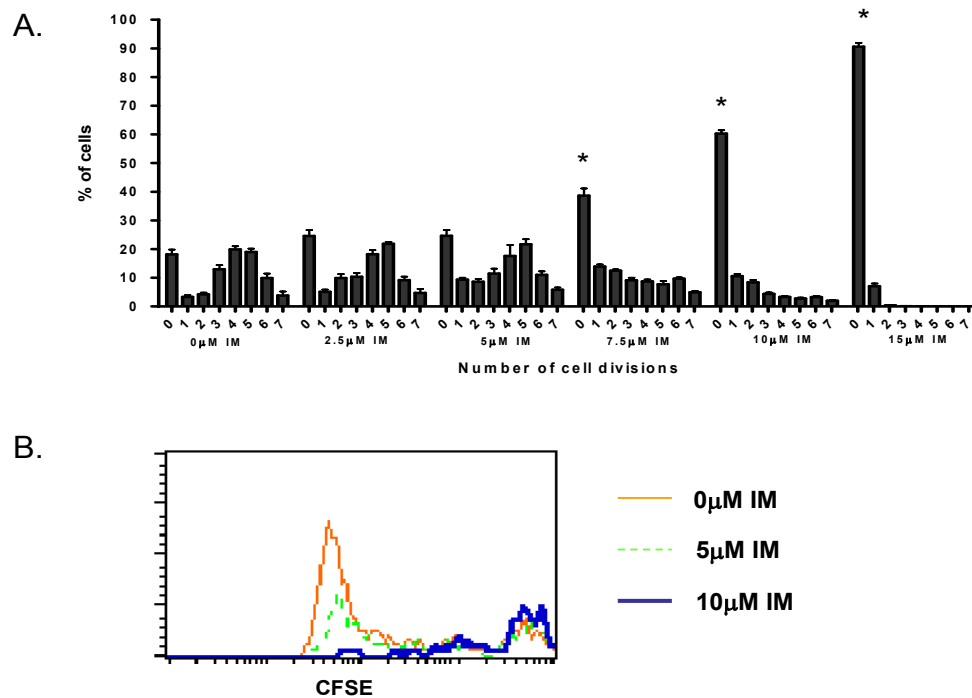 A.
100
90
80
70
60
50
40
30
20
10
0
% of cells
*
*
*
0 1 2 3 4 5 6 7 0 1 2 3 4 5 6 7 0 1 2 3 4 5 6 7 0 1 2 3 4 5 6 7 0 1 2 3 4 5 6 7 0 1 2 3 4 5 6 7
0µM IM 2.5µM IM 5µM IM 7.5µM IM 10µM IM 15µM IM
Number of cell divisions
B.
0µM IM
5µM IM
10µM IM
CFSE